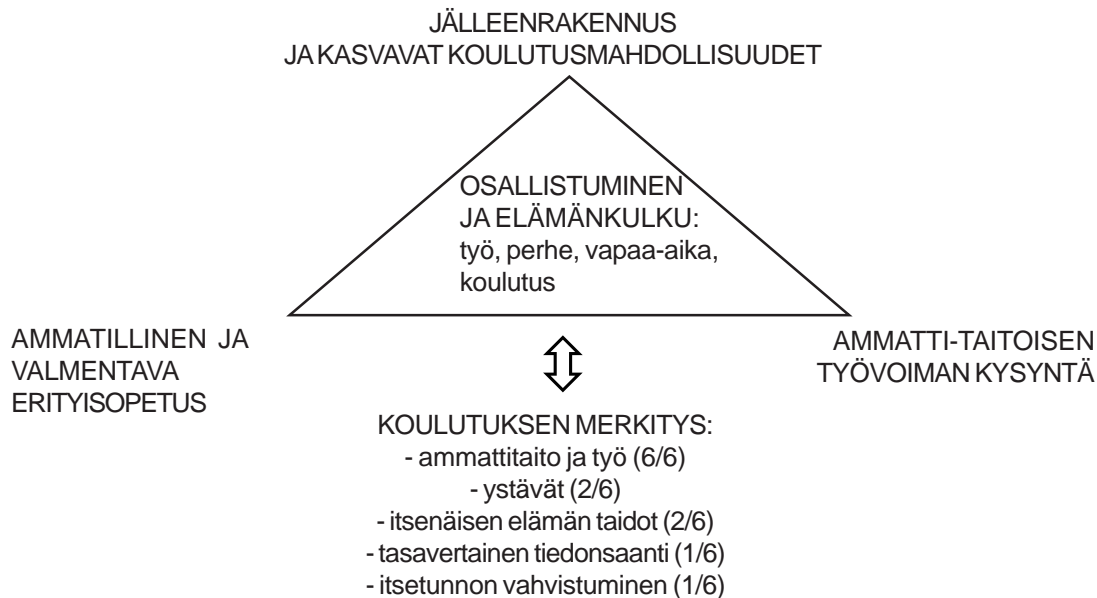 JÄLLEENRAKENNUS
JA KASVAVAT KOULUTUSMAHDOLLISUUDET
OSALLISTUMINEN
JA ELÄMÄNKULKU:
työ, perhe, vapaa-aika,
koulutus
AMMATILLINEN JA
VALMENTAVA
ERITYISOPETUS
AMMATTI-TAITOISEN
TYÖVOIMAN KYSYNTÄ
KOULUTUKSEN MERKITYS:
- ammattitaito ja työ (6/6)
- ystävät (2/6)
- itsenäisen elämän taidot (2/6)
- tasavertainen tiedonsaanti (1/6)
- itsetunnon vahvistuminen (1/6)